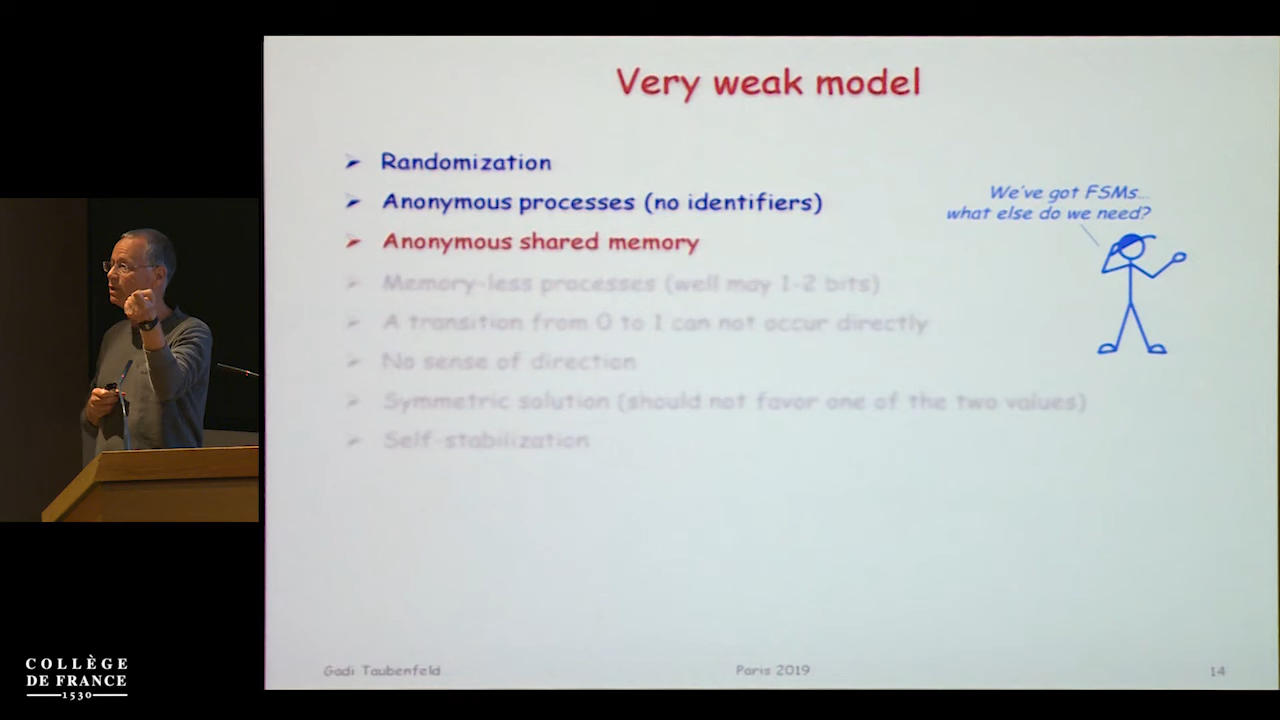 Very weak model
Randomization
Anonymous processes (no identifiers)
We've got FSMs...
what else do we need?
Anonymous shared memory
Memory-less processes (well may 1-2 bits)
A transition from 0 to 1 can not occur directly
No sense of direction
Symmetric solution (should not favor one of the two values)
Self-stabilization
Gadi Taubenfeld
Paris 2019
14
COLLÈGE
DE FRANCE
1530